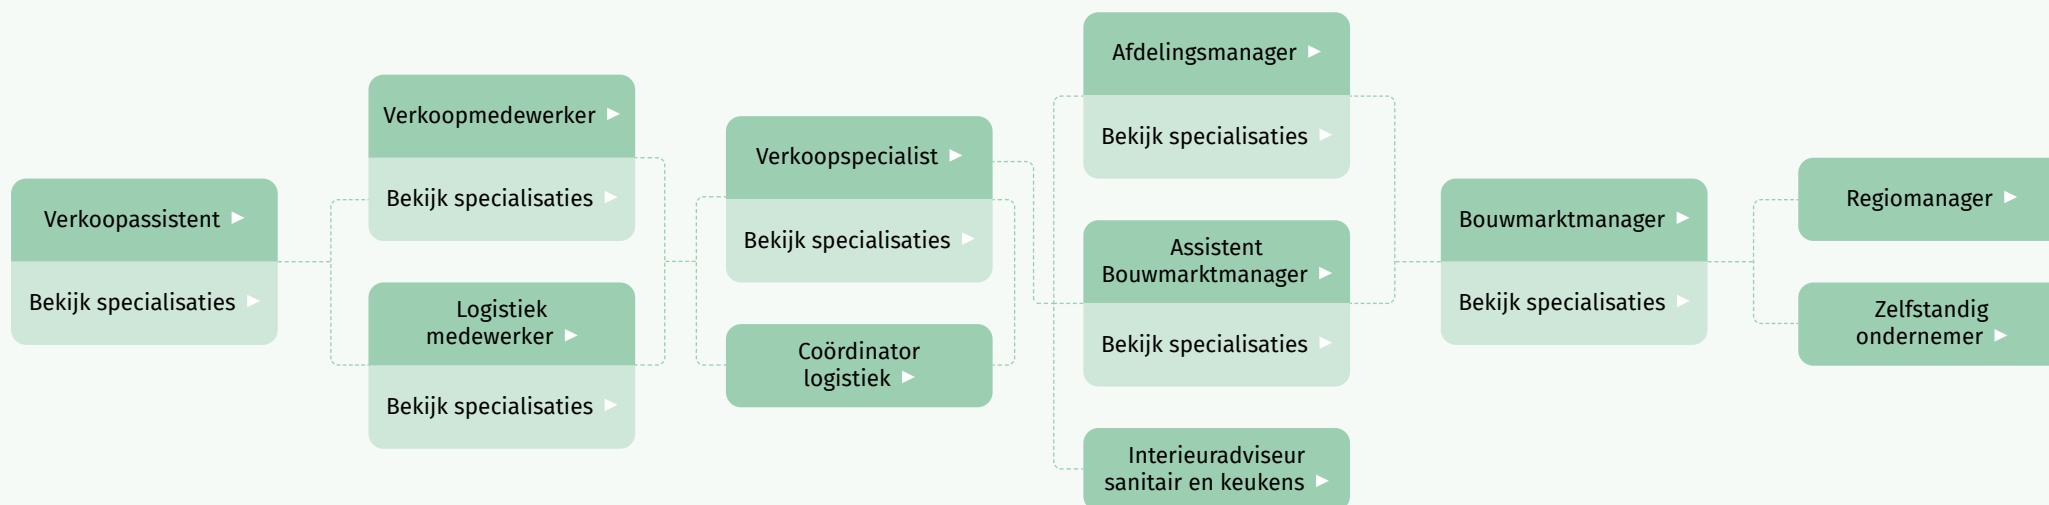 Verkoopassistent
Bekijk specialisaties
Verkoopmedewerker
Bekijk specialisaties
Logistiek
medewerker
Bekijk specialisaties
Verkoopspecialist
Bekijk specialisaties
Coördinator
logistiek
Afdelingsmanager
Bekijk specialisaties
Assistent
Bouwmarktmanager
Bekijk specialisaties
Interieuradviseur
sanitair en keukens
Bouwmarktmanager
Bekijk specialisaties
Regiomanager
Zelfstandig
ondernemer